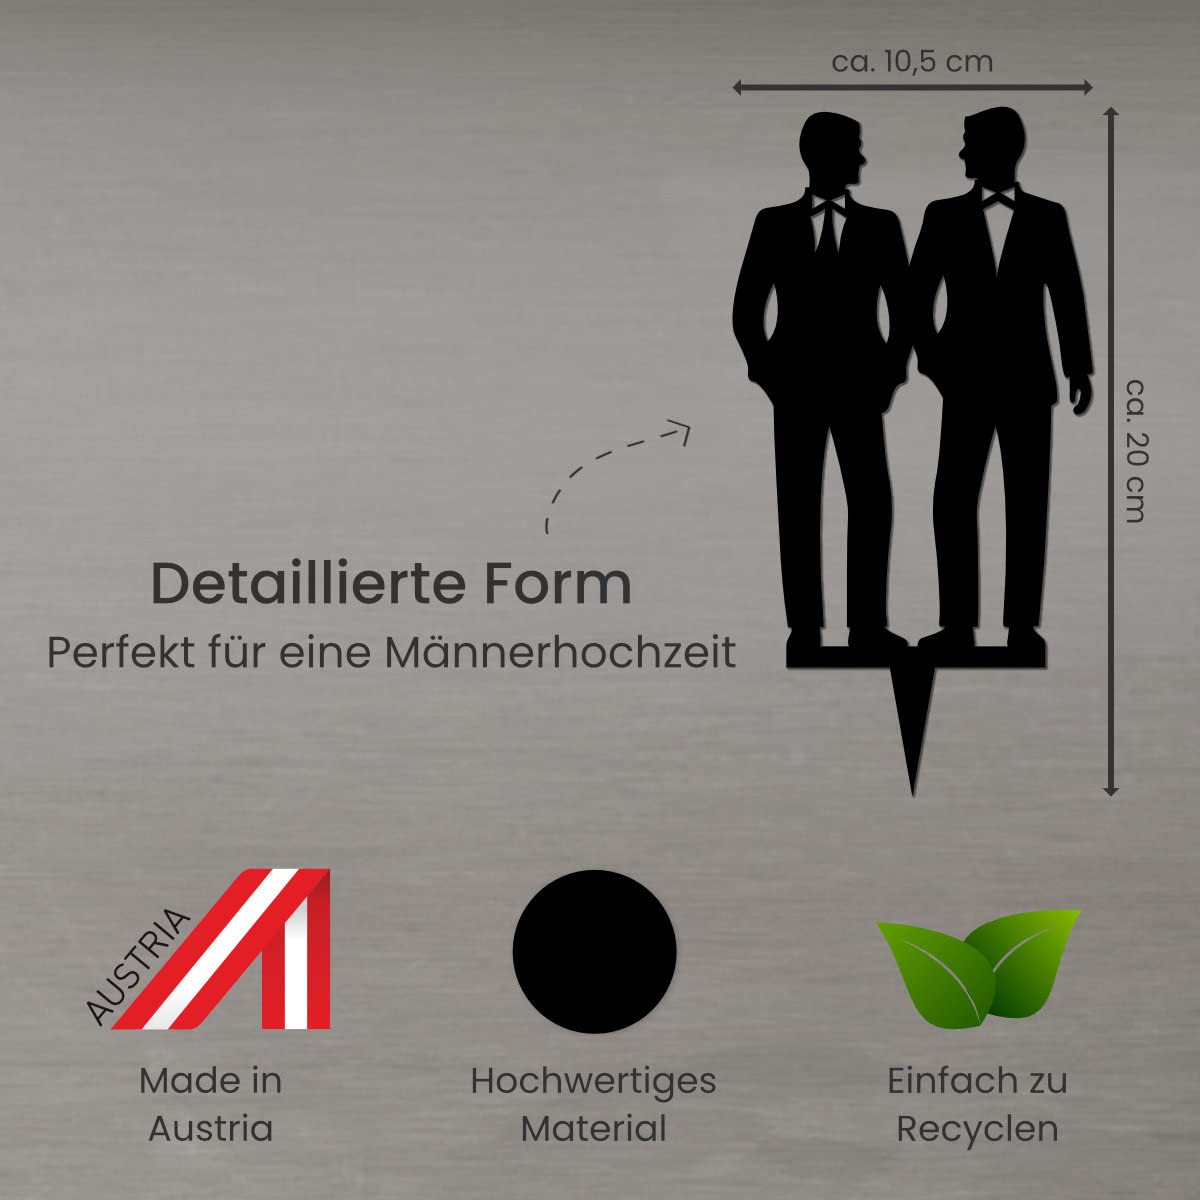 ca. 10,5 cm
ca. 20 cm
Detaillierte Form
Perfekt für eine Männerhochzeit
AUSTRIA
Made in
Austria
Hochwertiges
Material
Einfach zu
Recyclen